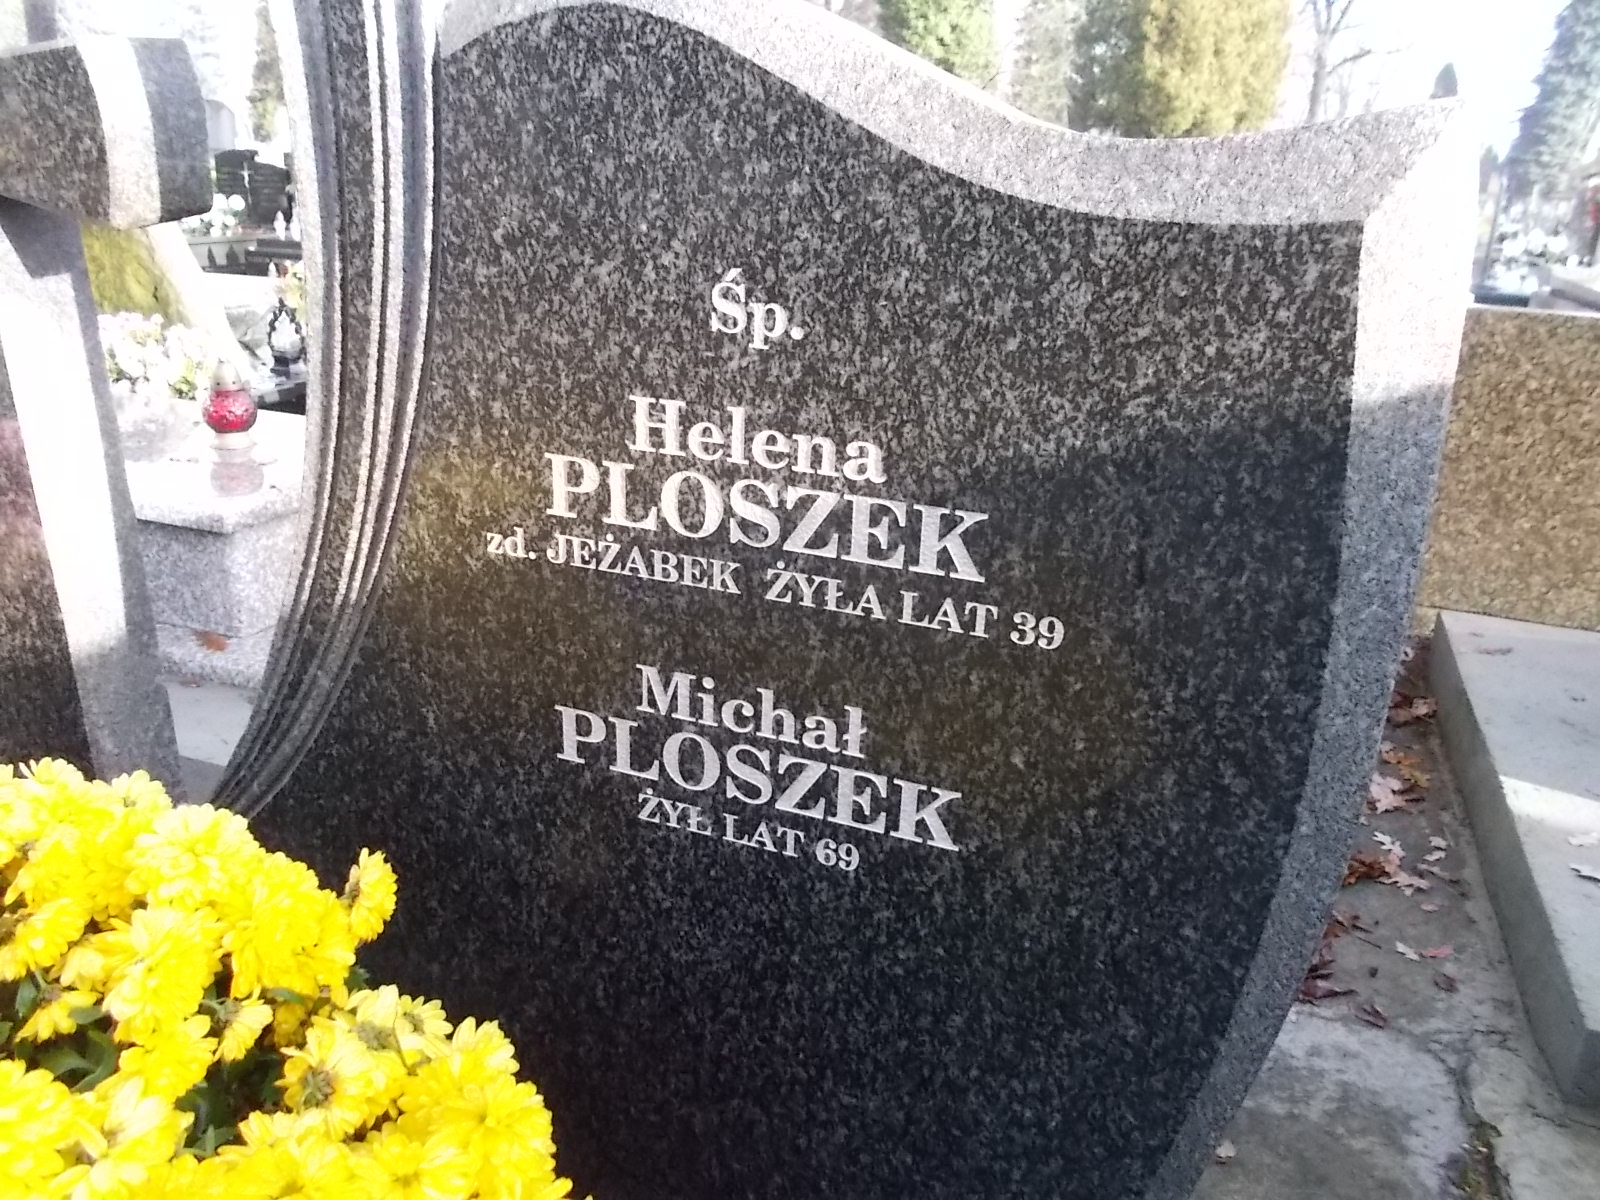 Śp.
Helena
PLOSZEK
zd. JEŻABEK ŻYŁA LAT 39
Michał
PLOSZEK
ŻYŁ LAT 69